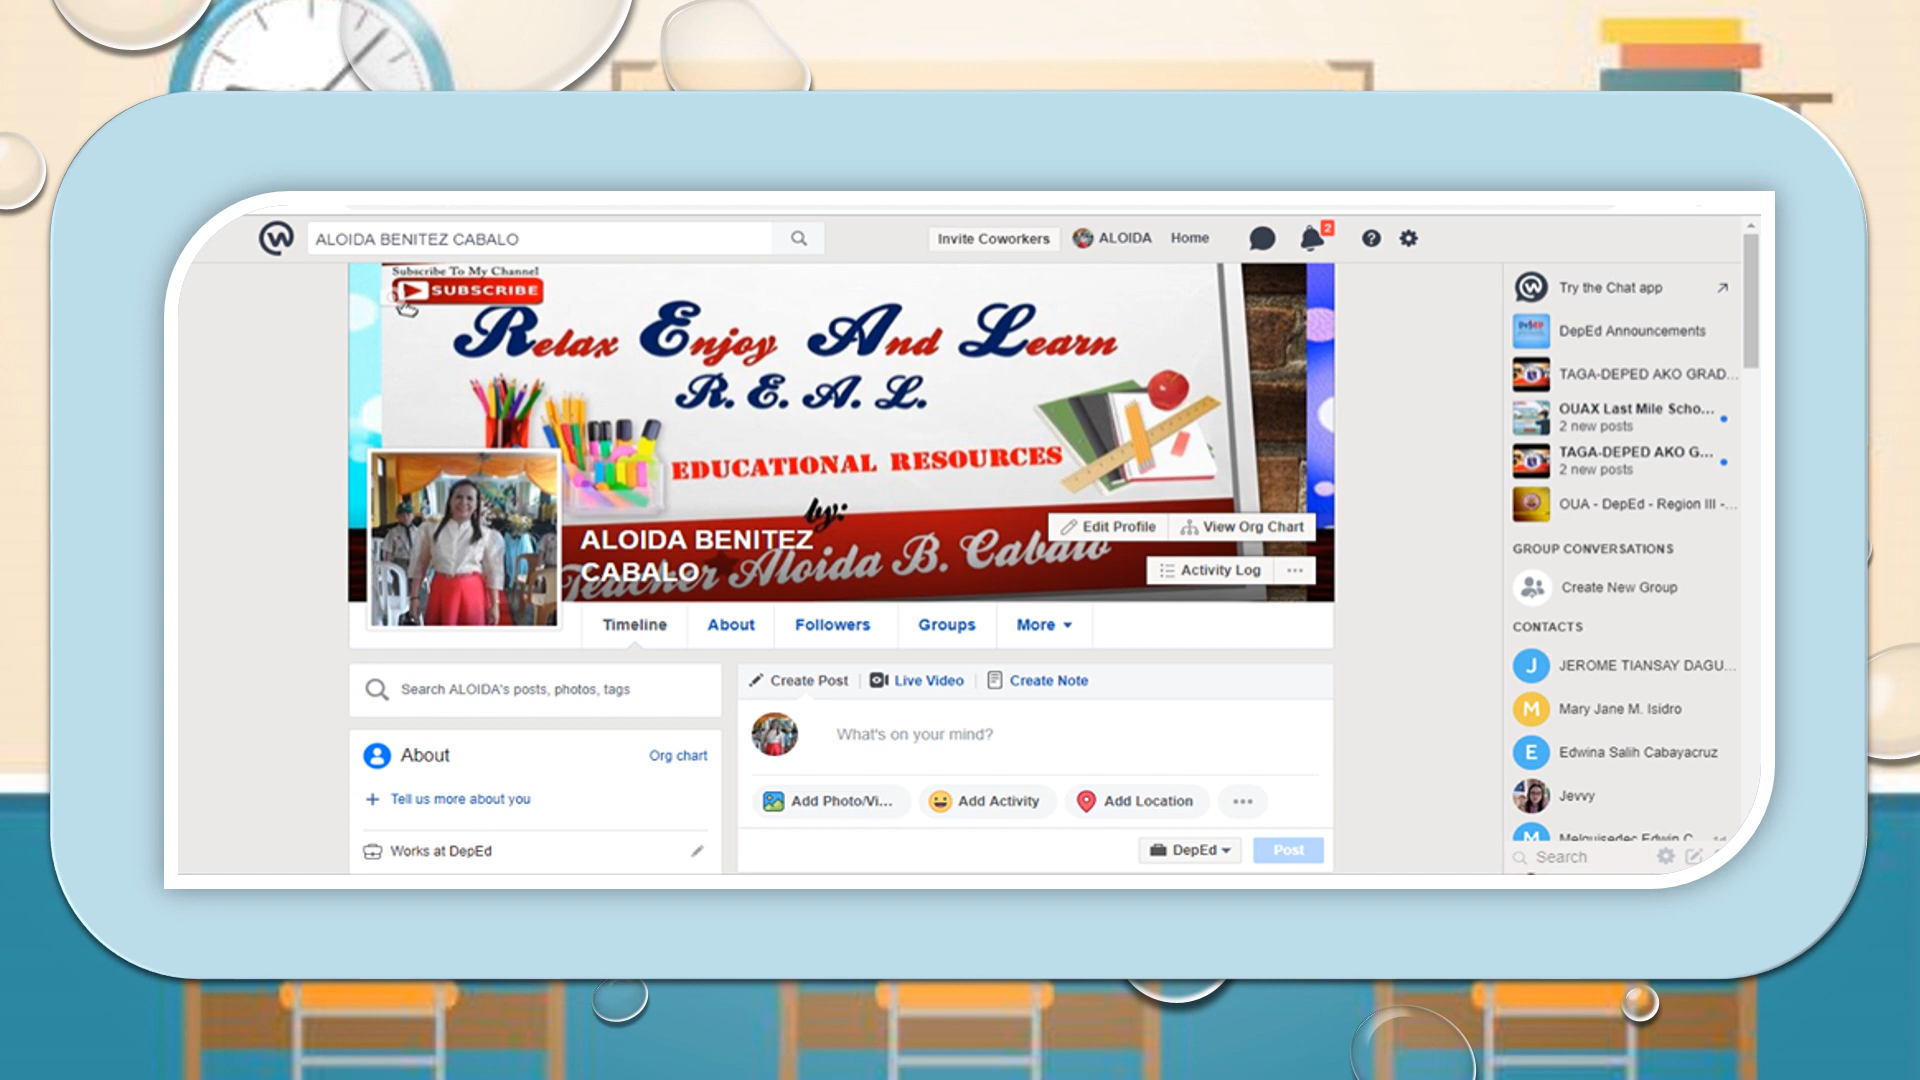 ALOIDA BENITEZ CABALO
Invite Coworkers
ALOIDA
Home
2
Subscribe To My Channel
SUBSCRIBE
Relax Enjoy And Learn
R. E. A. L.
EDUCATIONAL RESOURCES
by:
Teacher Aloida B. Cabalo
ALOIDA BENITEZ
CABALO
Edit Profile
View Org Chart
Activity Log
Timeline
About
Followers
Groups
More
Search ALOIDA's posts, photos, tags
About
Org chart
+ Tell us more about you
Works at DepEd
Create Post
Live Video
Create Note
What's on your mind?
Add Photo/Vi...
Add Activity
Add Location
DepEd
Post
Try the Chat app
DepEd Announcements
TAGA-DEPED AKO GRAD...
OUAX Last Mile Scho...
2 new posts
TAGA-DEPED AKO G...
2 new posts
OUA - DepEd - Region III -...
GROUP CONVERSATIONS
Create New Group
CONTACTS
J JEROME TIANSAY DAGU...
M Mary Jane M. Isidro
E Edwina Salih Cabayacruz
Jevvy
M Melquisedec Edwin C...
Search